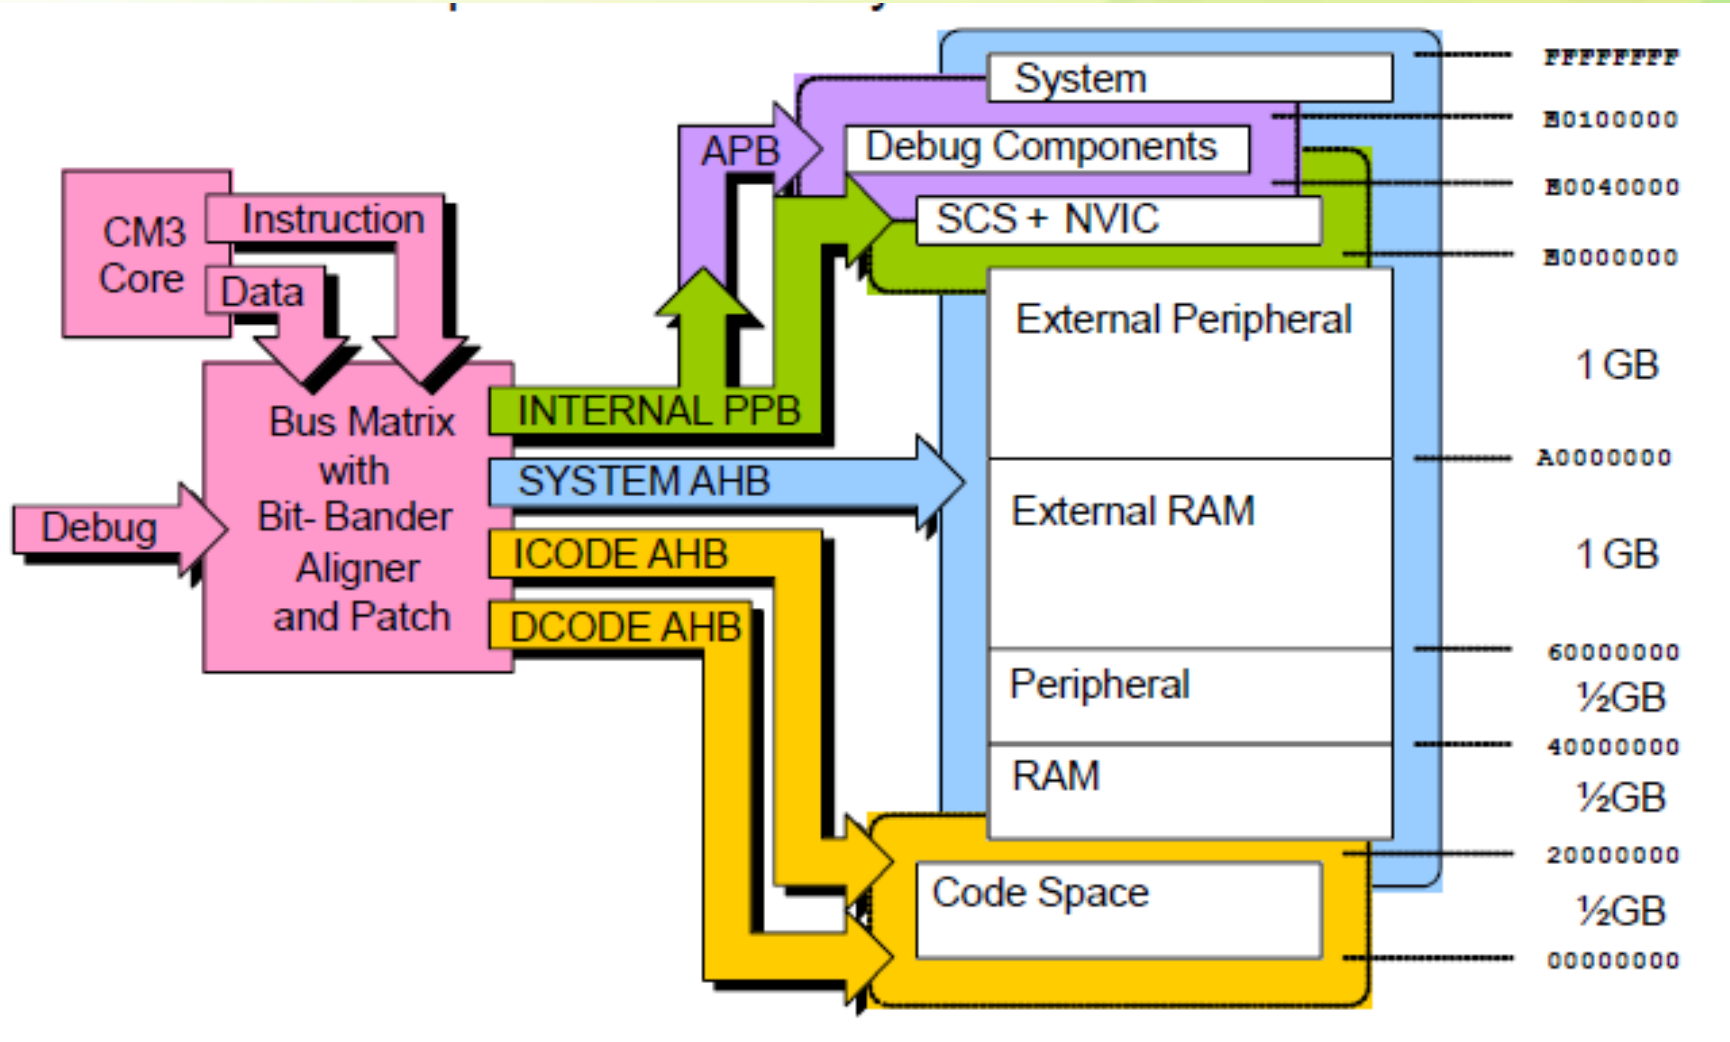 CM3
Core
Instruction
Data
Debug
Bus Matrix
with
Bit-Bander
Aligner
and Patch
APB
INTERNAL PPB
SYSTEM AHB
ICODE AHB
DCODE AHB
System
Debug Components
SCS + NVIC
External Peripheral
External RAM
Peripheral
RAM
Code Space
FFFFFFFF
E0100000
E0040000
E0000000
1 GB
A0000000
1 GB
60000000
½GB
40000000
½GB
20000000
½GB
00000000